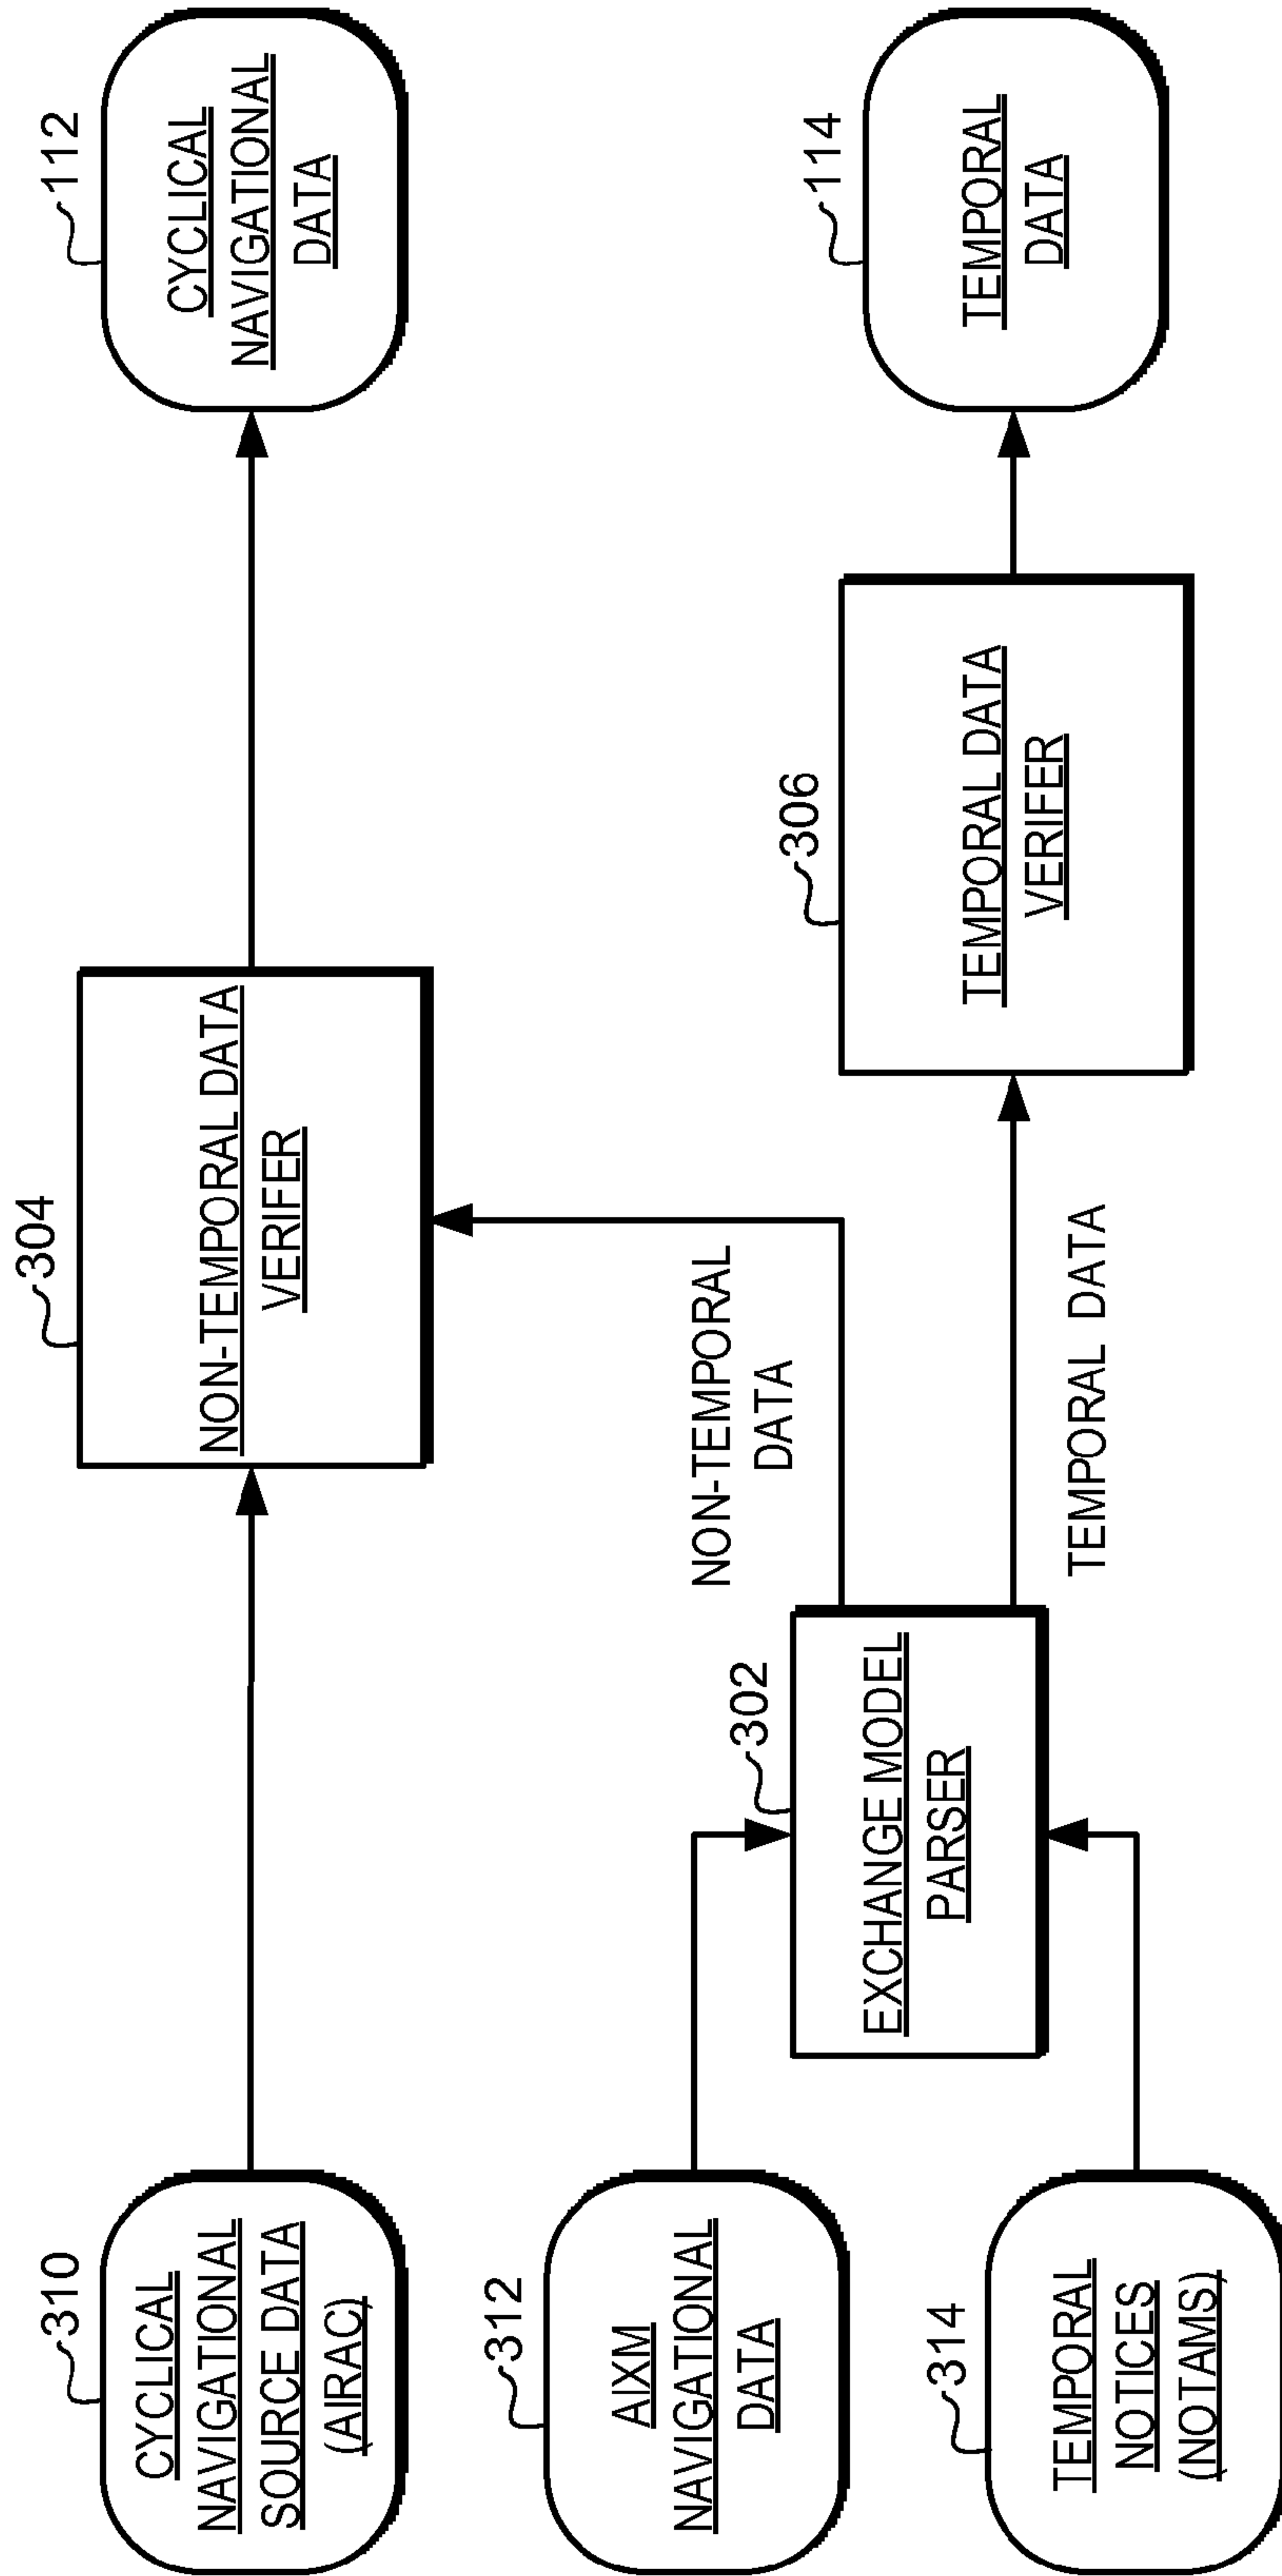 310
CYCLICAL
NAVIGATIONAL
SOURCE DATA
(AIRAC)
304
NON-TEMPORAL DATA
VERIFER
112
CYCLICAL
NAVIGATIONAL
DATA
312
AIXM
NAVIGATIONAL
DATA
NON-TEMPORAL
DATA
302
EXCHANGE MODEL
PARSER
306
TEMPORAL DATA
VERIFER
114
TEMPORAL
DATA
314
TEMPORAL
NOTICES
(NOTAMS)
TEMPORAL DATA